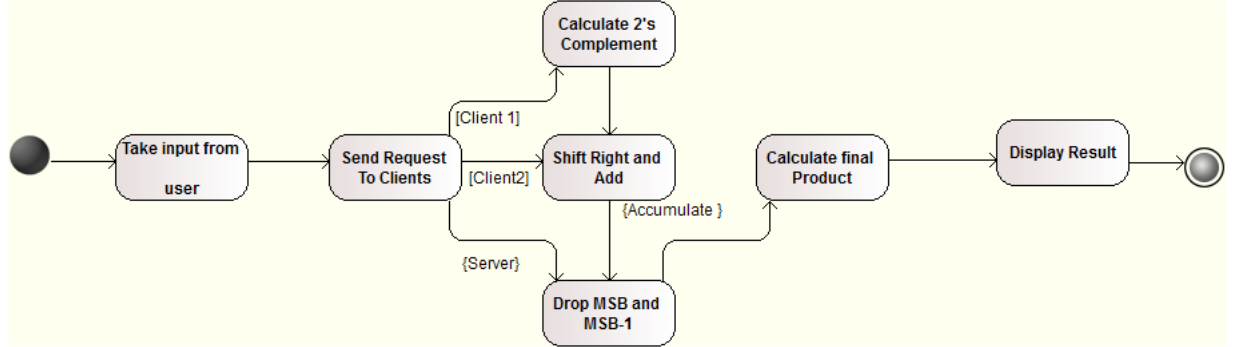 Calculate 2's
Complement
[Client 1]
Take input from
user
Send Request
To Clients
[Client2]
Shift Right and
Add
Calculate final
Product
Display Result
{Accumulate }
{Server}
Drop MSB and
MSB-1